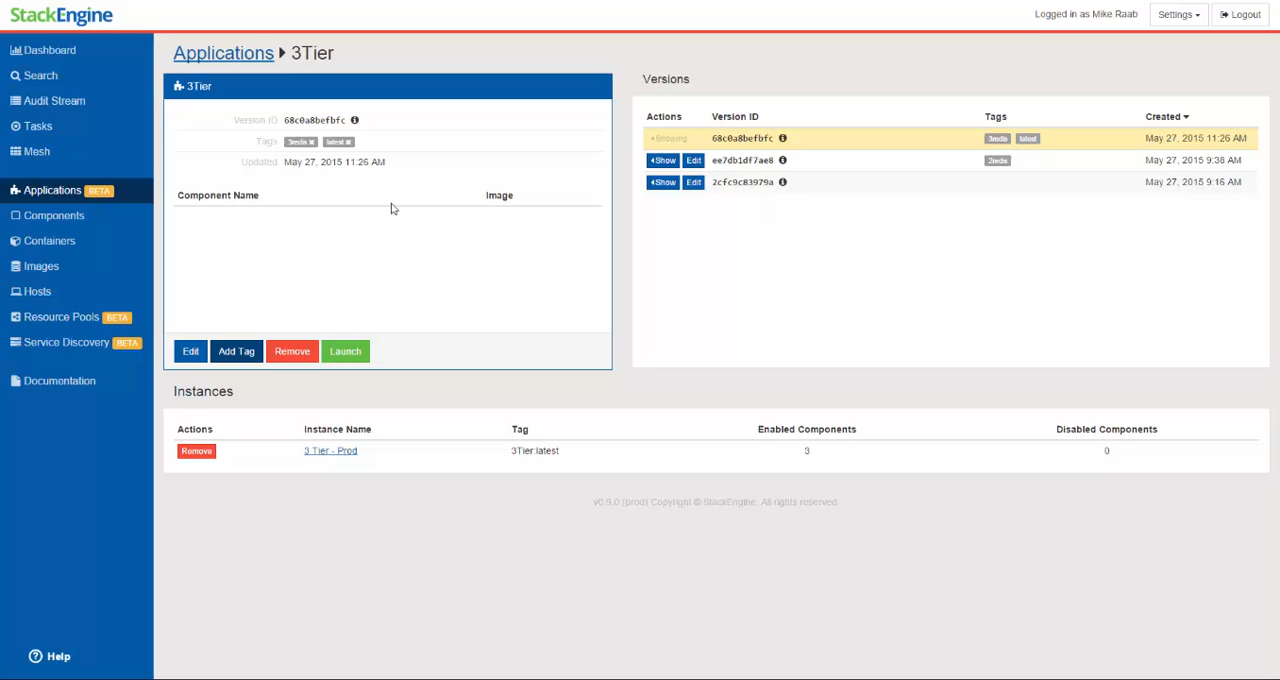 StackEngine
Logged in as Mike Raab
Settings
Logout
Dashboard
Search
Audit Stream
Tasks
Mesh
Applications BETA
Components
Containers
Images
Hosts
Resource Pools BETA
Service Discovery BETA
Documentation
Help
Applications 3Tier
3Tier
Version ID 68c0a8befbfc
Tags 3redis latest
Updated May 27, 2015 11:26 AM
Component Name Image
Edit Add Tag Remove Launch
Versions
Actions Version ID Tags Created
Showing 68c0a8befbfc 3redis latest May 27, 2015 11:26 AM
Show Edit ee7db1df7ae8 2redis May 27, 2015 9:38 AM
Show Edit 2cfc9c83979a May 27, 2015 9:16 AM
Instances
Actions Instance Name Tag Enabled Components Disabled Components
Remove 3 Tier - Prod 3Tier:latest 3 0
v0.9.0 (prod) Copyright © StackEngine, All rights reserved